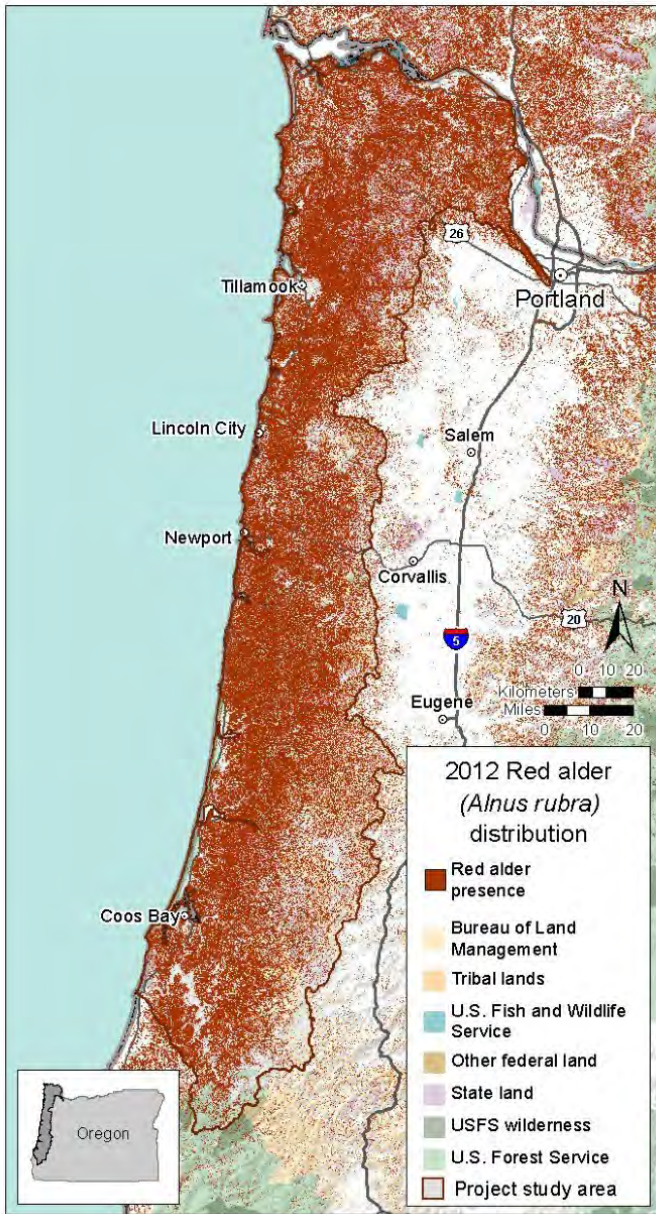 26
Tillamook
Portland
Lincoln City
Salem
Newport
Corvallis
20
N
5
0 10 20
Kilometers
Miles
0 10 20
Eugene
2012 Red alder
(Alnus rubra)
distribution
Red alder
presence
Bureau of Land
Management
Tribal lands
U.S. Fish and Wildlife
Service
Other federal land
State land
USFS wilderness
U.S. Forest Service
Project study area
Coos Bay
Oregon